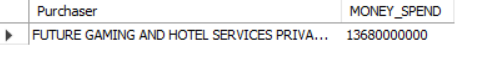 Purchaser MONEY_SPEND
FUTURE GAMING AND HOTEL SERVICES PRIVA... 13680000000